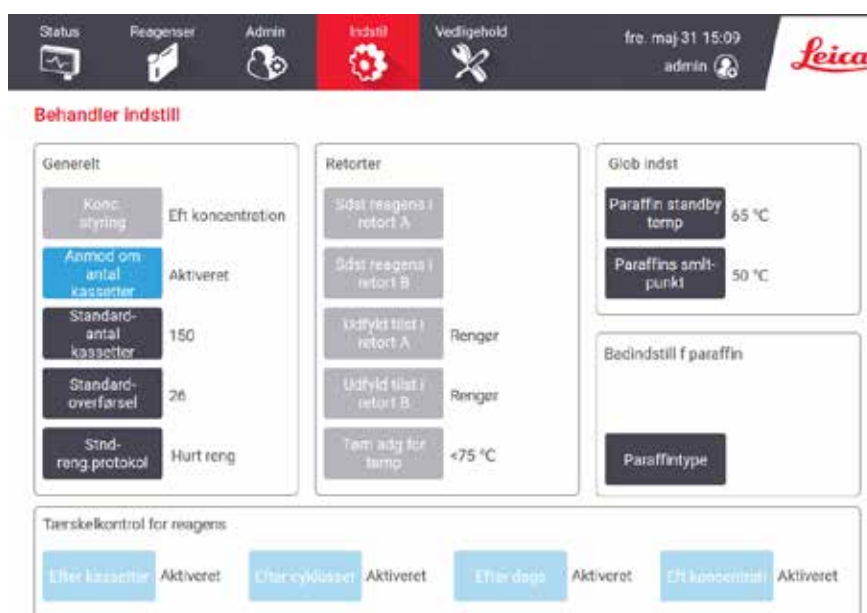 Status
Reagenser
Admin
Indstil
Vedligehold
fre. maj 31 15:09
admin
Leica
Behandler indstill
Generelt
Konc.
styring
Eft koncentration
Anmod om
antal
kassetter
Aktiveret
Standard-
antal
kassetter
150
Standard-
overførsel
26
Stnd-
reng.protokol
Hurt reng
Retorter
Sdst reagens i
retort A
Sdst reagens i
retort B
Udfyld tilst i
retort A
Rengør
Udfyld tilst i
retort B
Rengør
Tøm adg for
temp
<75 °C
Glob indst
Paraffin standby
temp
65 °C
Paraffins smlt-
punkt
50 °C
Bedindstill f paraffin
Paraffintype
Tærskelkontrol for reagens
Efter kassetter
Aktiveret
Efter cyklusser
Aktiveret
Efter dage
Aktiveret
Eft koncentrati
Aktiveret